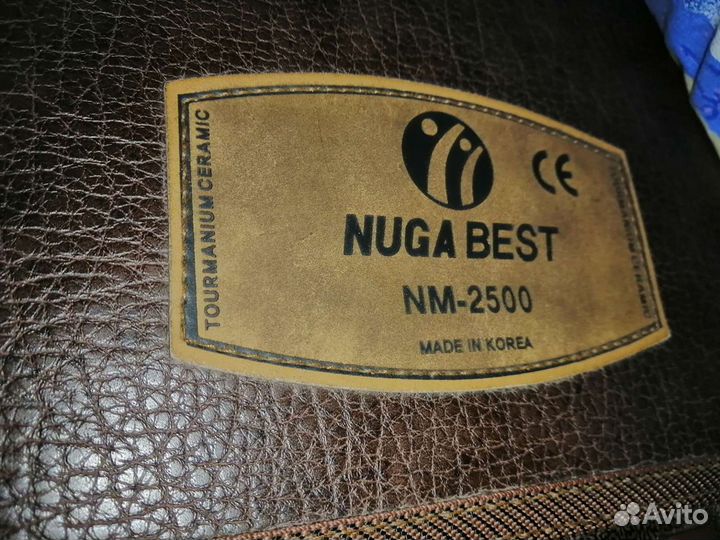 TOURMANIUM CERAMIC
CE
NUGA BEST
NM-2500
MADE IN KOREA
Avito